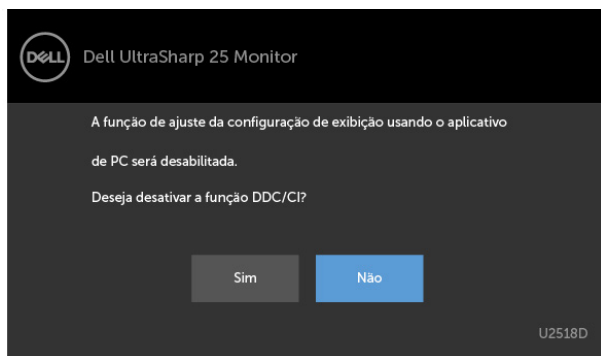 DELL Dell UltraSharp 25 Monitor
A função de ajuste da configuração de exibição usando o aplicativo
de PC será desabilitada.
Deseja desativar a função DDC/CI?
Sim Não
U2518D